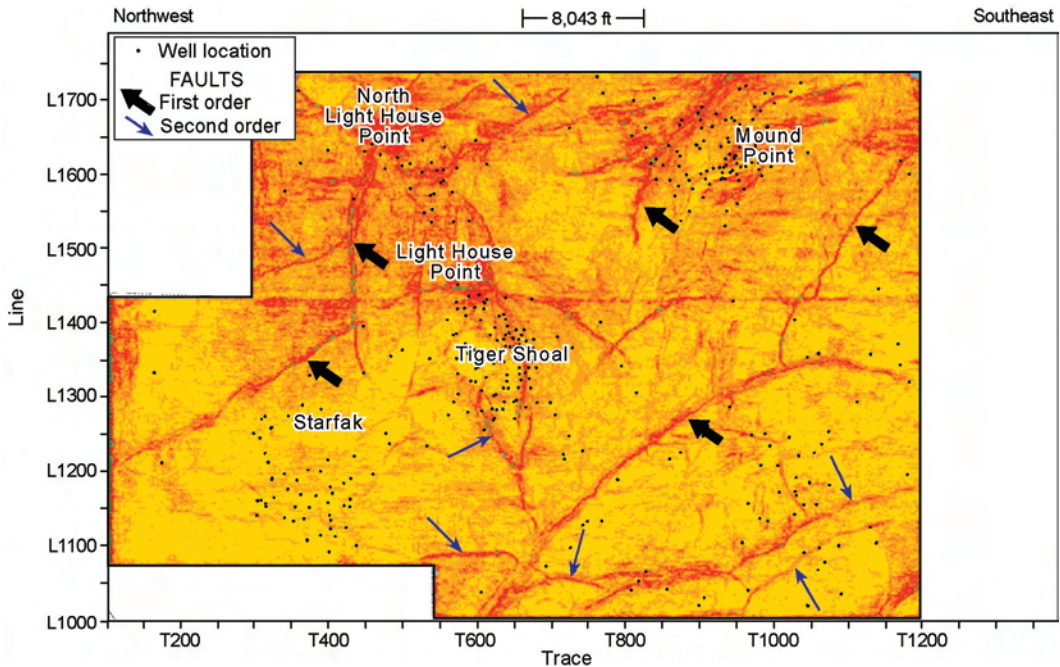 Northwest
8,043 ft
Southeast
Well location
FAULTS
First order
Second order
North
Light House
Point
Mound
Point
Light House
Point
Tiger Shoal
Starfak
Line
L1700
L1600
L1500
L1400
L1300
L1200
L1100
L1000
T200
T400
T600
T800
T1000
T1200
Trace